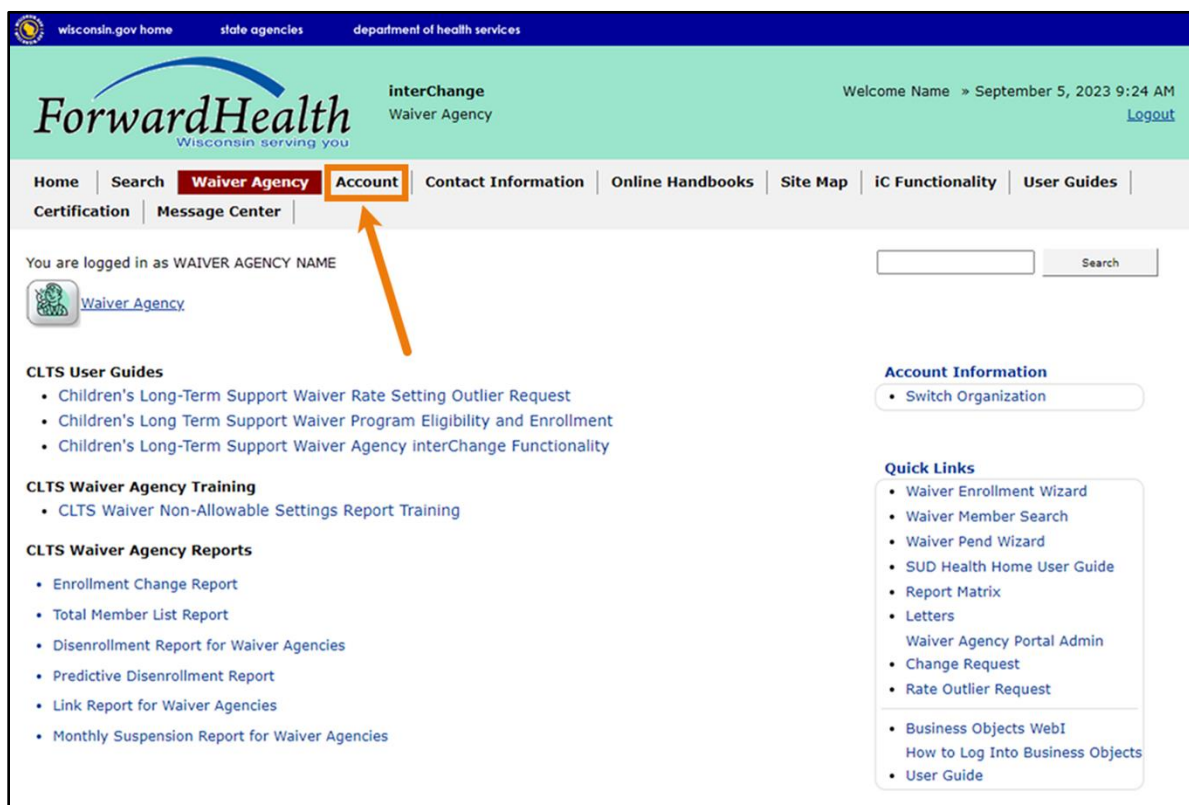 wisconsin.gov home state agencies department of health services
ForwardHealth
Wisconsin serving you
interChange
Waiver Agency
Welcome Name » September 5, 2023 9:24 AM
Logout
Home Search Waiver Agency Account Contact Information Online Handbooks Site Map iC Functionality User Guides
Certification Message Center
You are logged in as WAIVER AGENCY NAME
Search
Waiver Agency
CLTS User Guides
• Children's Long-Term Support Waiver Rate Setting Outlier Request
• Children's Long Term Support Waiver Program Eligibility and Enrollment
• Children's Long-Term Support Waiver Agency interChange Functionality
CLTS Waiver Agency Training
• CLTS Waiver Non-Allowable Settings Report Training
CLTS Waiver Agency Reports
• Enrollment Change Report
• Total Member List Report
• Disenrollment Report for Waiver Agencies
• Predictive Disenrollment Report
• Link Report for Waiver Agencies
• Monthly Suspension Report for Waiver Agencies
Account Information
• Switch Organization
Quick Links
• Waiver Enrollment Wizard
• Waiver Member Search
• Waiver Pend Wizard
• SUD Health Home User Guide
• Report Matrix
• Letters
Waiver Agency Portal Admin
• Change Request
• Rate Outlier Request
• Business Objects WebI
How to Log Into Business Objects
• User Guide